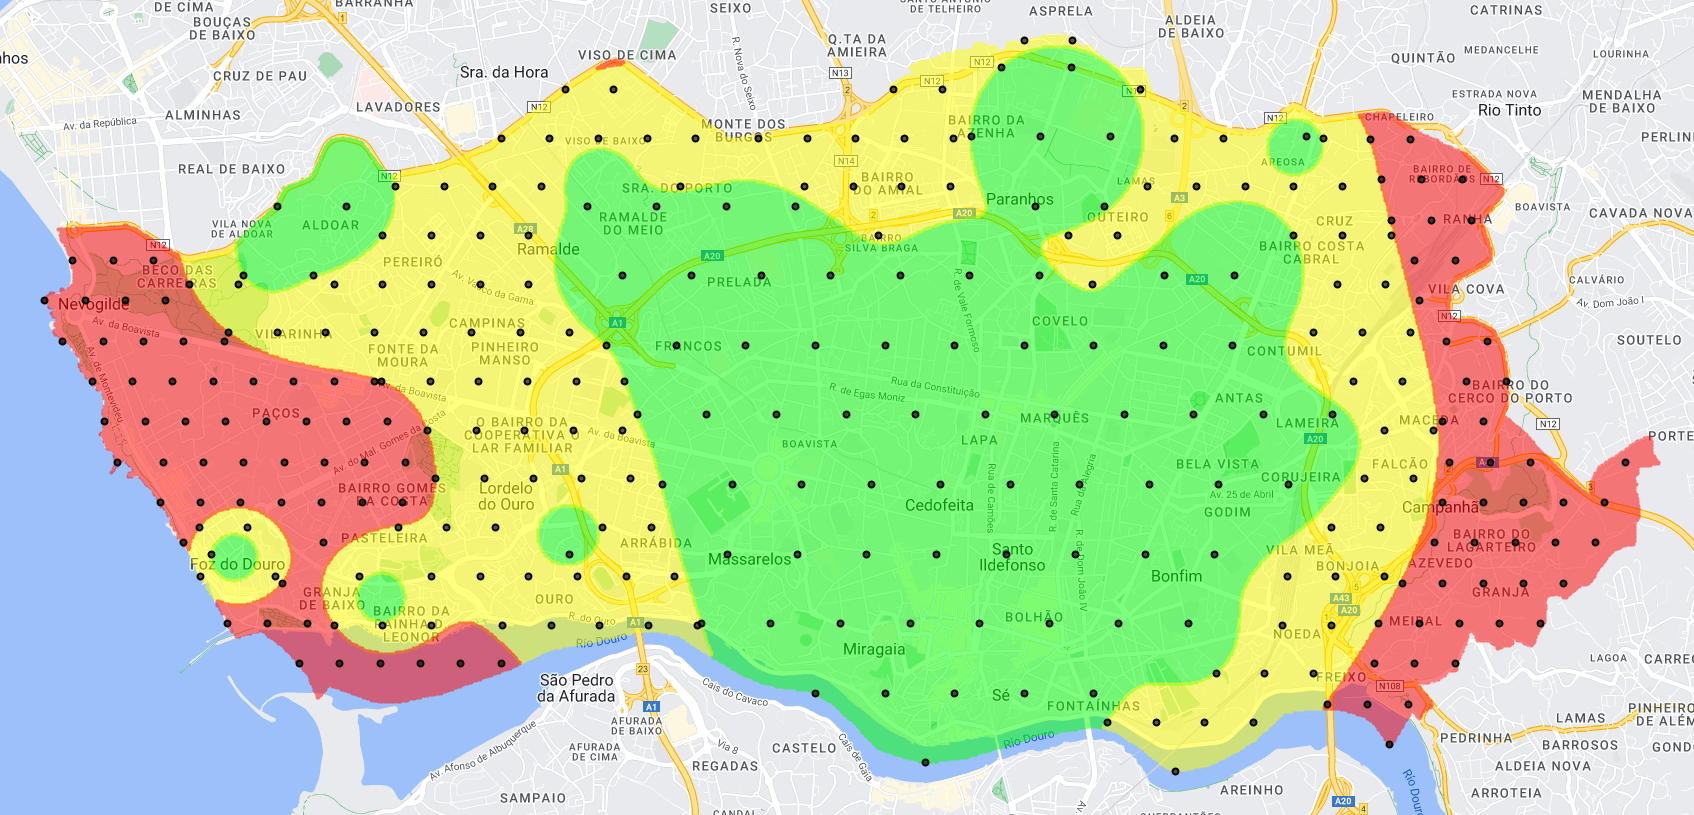 DE CIMA
BOUÇAS
DE BAIXO
BARRANHA
SEIXO
DE TELHEIRO
ASPRELA
ALDEIA
DE BAIXO
CATRINAS
nhos
CRUZ DE PAU
Sra. da Hora
VISO DE CIMA
R. Nova do Seixo
Q.TA DA
AMIEIRA
N13
N12
N12
QUINTÃO
MEDANCELHE
LOURINHA
ALMINHAS
LAVADORES
N12
Av. da República
MONTE DOS
BURGOS
VISO DE BAIXO
BAIRRO DA
AZENHA
N12
CHAPELEIRO
ESTRADA NOVA
Rio Tinto
MENDALHA
DE BAIXO
PERLIN
REAL DE BAIXO
N12
N14
BAIRRO
DO AMIAL
LAMAS
AREOSA
BAIRRO DE
REBORDÃOS
N12
SRA. DO PORTO
RAMALDE
DO MEIO
Paranhos
A3
BOAVISTA
CAVADA NOVA
VILA NOVA
DE ALDOAR
ALDOAR
A28
Ramalde
A20
A20
BAIRRO
SILVA BRAGA
OUTEIRO
CRUZ
BAIRRO COSTA
CABRAL
RANHA
N12
BECO DAS
CARREIRAS
PEREIRÓ
Av. Vasco da Gama
PRELADA
R. de Vale Formoso
A20
VILA COVA
CALVÁRIO
Av. Dom João I
Nevogilde
Av. da Boavista
VILARINHA
CAMPINAS
A1
COVELO
N12
FONTE DA
MOURA
PINHEIRO
MANSO
FRANCOS
CONTUMIL
SOUTELO
Av. de Montevideu
Av. da Boavista
Rua da Constituição
R. de Egas Moniz
ANTAS
BAIRRO DO
CERCO DO PORTO
PAÇOS
Av. do Mal. Gomes da Costa
O BAIRRO DA
COOPERATIVA O
LAR FAMILIAR
Av. da Boavista
BOAVISTA
LAPA
MARQUÊS
LAMEIRA
A20
MACEDA
N12
PORTE
A1
BELA VISTA
CORUJEIRA
FALCÃO
BAIRRO GOMES
DA COSTA
Lordelo
do Ouro
Cedofeita
R. de Camões
R. de Santa Catarina
Rua da Alegria
Av. 25 de Abril
GODIM
Campanhã
PASTELEIRA
ARRÁBIDA
Foz do Douro
Massarelos
Santo
Ildefonso
R. de Dom João IV
Bonfim
VILA MEÃ
BONJÓIA
BAIRRO DO
LAGARTEIRO
AZEVEDO
GRANJA
GRANJA
DE BAIXO
BAIRRO DA
RAINHA D
LEONOR
OURO
R. do Ouro
A1
Rio Douro
BOLHÃO
A43
A20
NOEDA
MEIRAL
Miragaia
LAGOA
CARREG
23
São Pedro
da Afurada
A1
Cais do Cavaco
Sé
FONTAÍNHAS
FREIXO
N108
LAMAS
PINHEIRO
DE ALÉM
AFURADA
DE BAIXO
AFURADA
DE CIMA
Av. Afonso de Albuquerque
Via 8
REGADAS
CASTELO
Cais de Gaia
Rio Douro
PEDRINHA
BARROSOS
GOND
ALDEIA NOVA
SAMPAIO
AREINHO
A20
4
Rio Douro
ARROTEIA